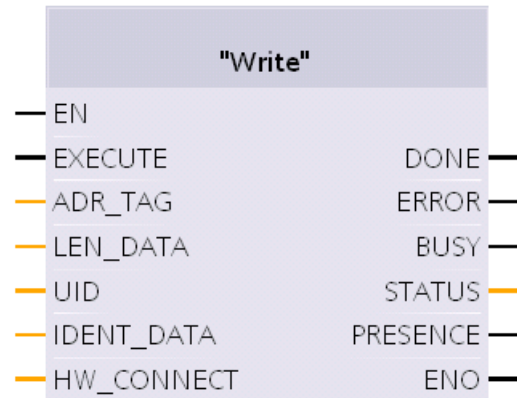 "Write"
EN
EXECUTE DONE
ADR_TAG ERROR
LEN_DATA BUSY
UID STATUS
IDENT_DATA PRESENCE
HW_CONNECT ENO